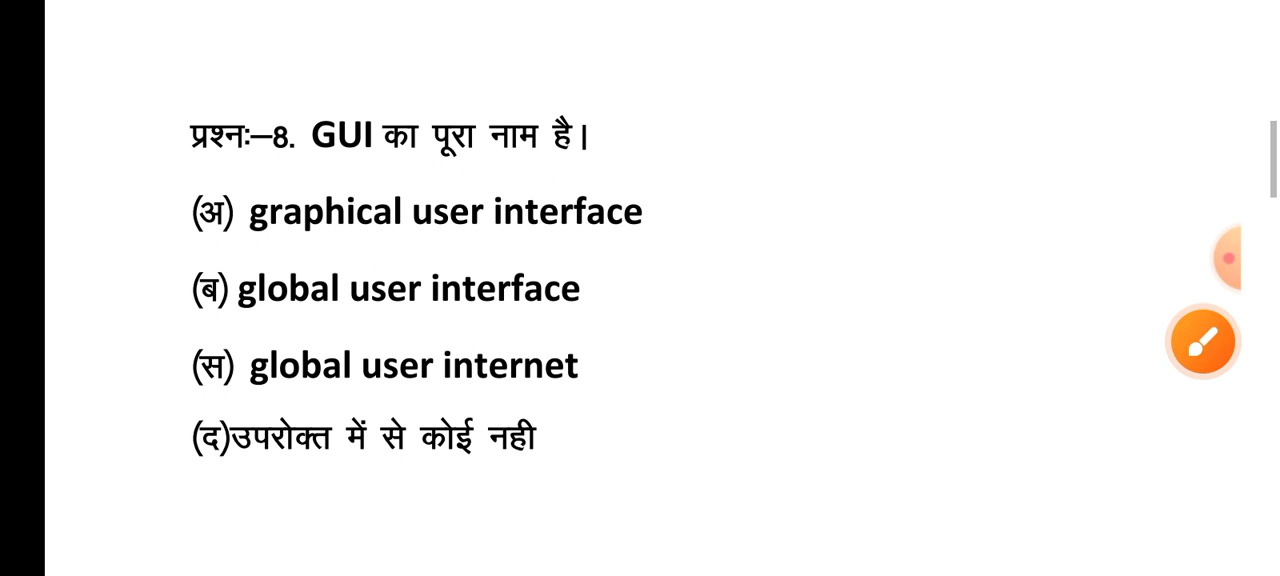 प्रश्नः–8. GUI का पूरा नाम है।
(अ) graphical user interface
(ब) global user interface
(स) global user internet
(द)उपरोक्त में से कोई नही